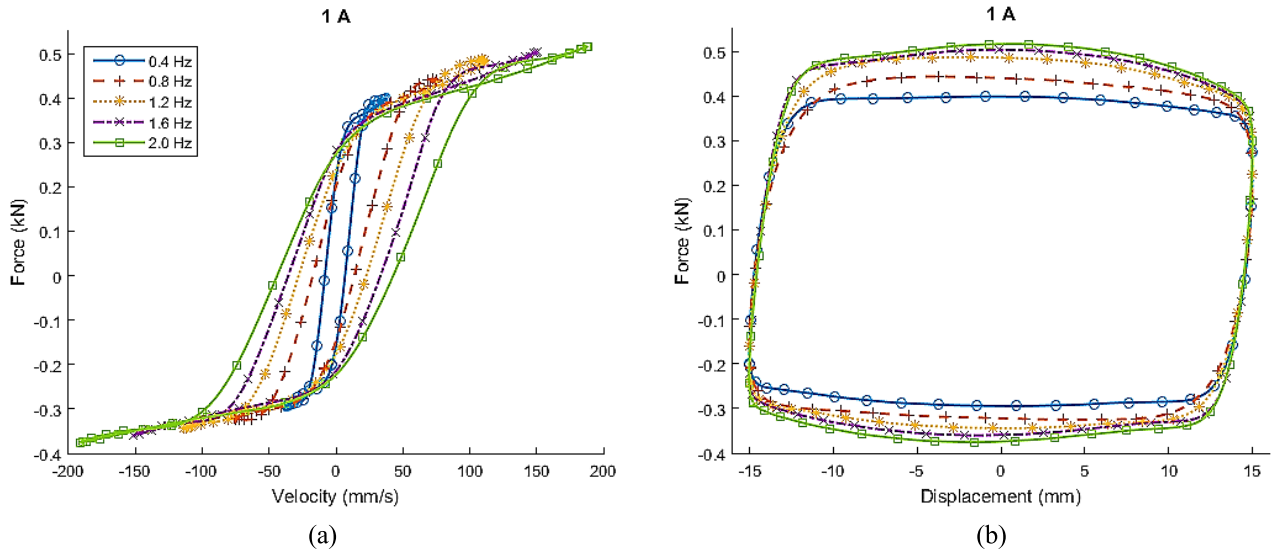 1 A
0.5
0.4
0.3
0.2
0.1
0
-0.1
-0.2
-0.3
-0.4
Force (kN)
0.4 Hz
0.8 Hz
1.2 Hz
1.6 Hz
2.0 Hz
-200 -150 -100 -50 0 50 100 150 200
Velocity (mm/s)
(a)
1 A
0.5
0.4
0.3
0.2
0.1
0
-0.1
-0.2
-0.3
-0.4
Force (kN)
-15 -10 -5 0 5 10 15
Displacement (mm)
(b)